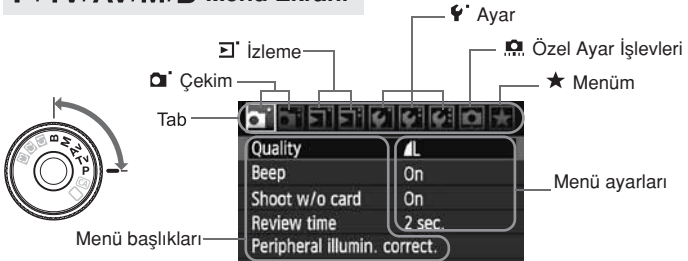 Menü Ekranı
Ayar
İzleme
Özel Ayar İşlevleri
Çekim
Menüm
Tab
Quality L
Beep On
Shoot w/o card On
Review time 2 sec.
Peripheral illumin. correct.
Menü ayarları
Menü başlıkları
B
M
Av
Tv
P